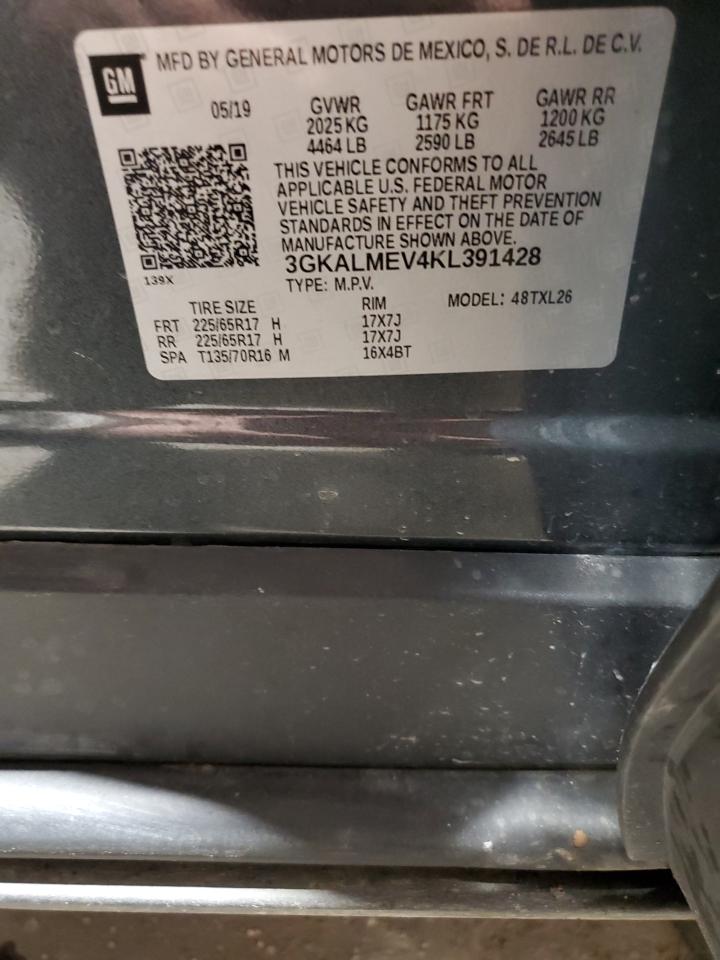 GM
MFD BY GENERAL MOTORS DE MEXICO, S. DE R.L. DE C.V.
05/19 GVWR GAWR FRT GAWR RR
2025 KG 1175 KG 1200 KG
4464 LB 2590 LB 2645 LB
THIS VEHICLE CONFORMS TO ALL
APPLICABLE U.S. FEDERAL MOTOR
VEHICLE SAFETY AND THEFT PREVENTION
STANDARDS IN EFFECT ON THE DATE OF
MANUFACTURE SHOWN ABOVE.
3GKALMEV4KL391428
139X TYPE: M.P.V.
TIRE SIZE RIM MODEL: 48TXL26
FRT 225/65R17 H 17X7J
RR 225/65R17 H 17X7J
SPA T135/70R16 M 16X4BT